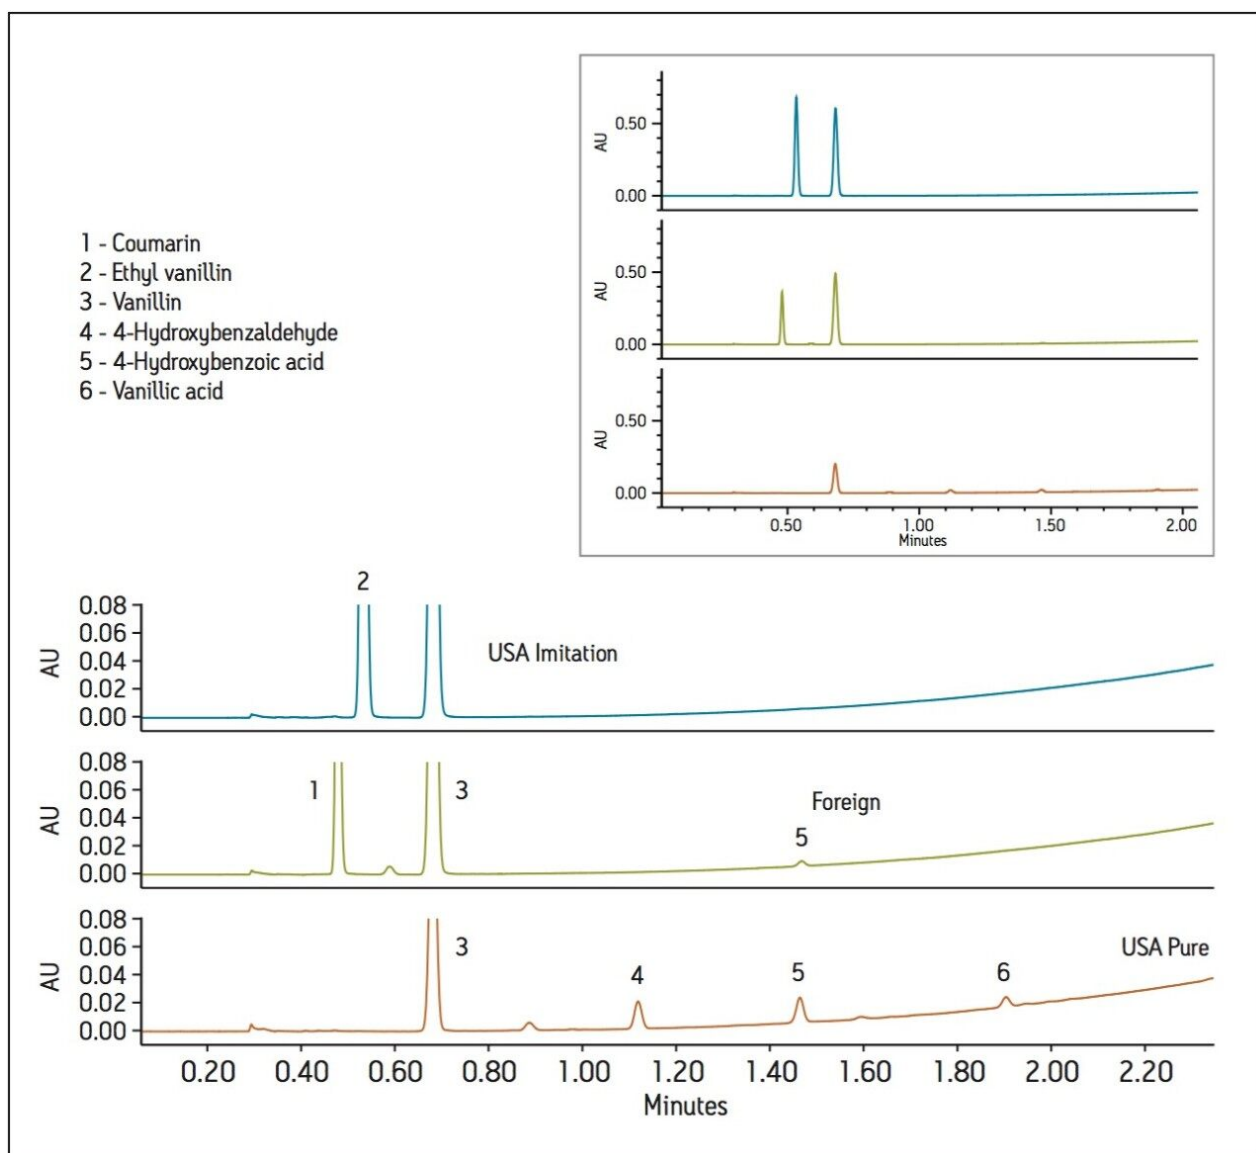 1 - Coumarin
2 - Ethyl vanillin
3 - Vanillin
4 - 4-Hydroxybenzaldehyde
5 - 4-Hydroxybenzoic acid
6 - Vanillic acid
AU
0.50
0.00
AU
0.50
0.00
AU
0.50
0.00
0.50 1.00 1.50 2.00
Minutes
AU
0.08
0.06
0.04
0.02
0.00
2
USA Imitation
AU
0.08
0.06
0.04
0.02
0.00
1
3
Foreign
5
AU
0.08
0.06
0.04
0.02
0.00
3
4
5
6
USA Pure
0.20 0.40 0.60 0.80 1.00 1.20 1.40 1.60 1.80 2.00 2.20
Minutes